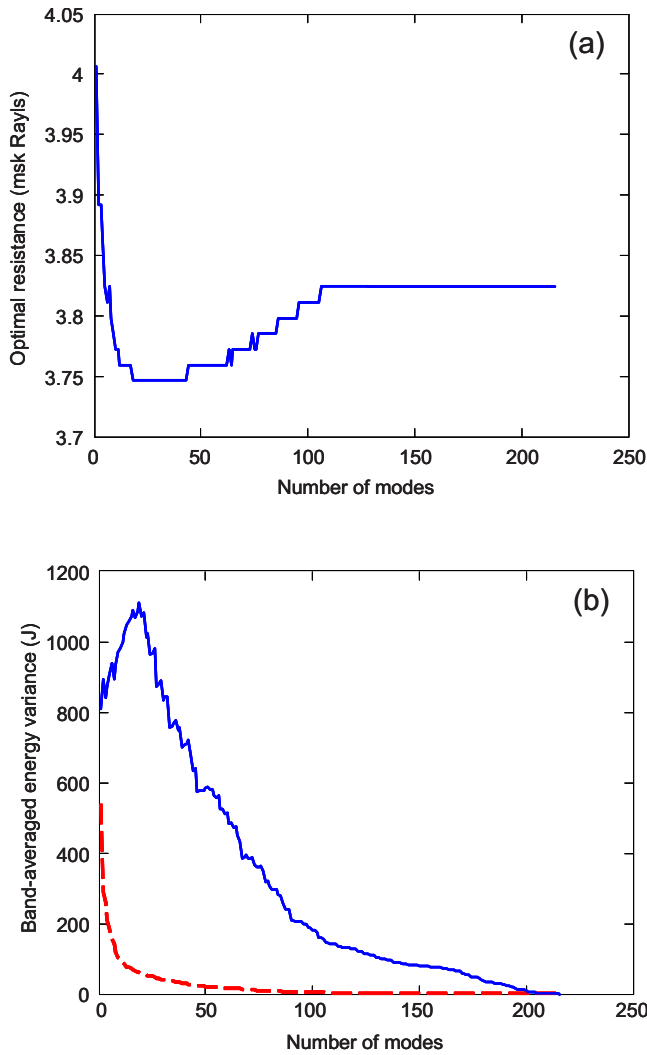 4.05
(a)
4
3.95
3.9
3.85
3.8
3.75
3.7
Optimal resistance (msk Rayls)
0 50 100 150 200 250
Number of modes
1200
(b)
1000
800
600
400
200
0
Band-averaged energy variance (J)
0 50 100 150 200 250
Number of modes